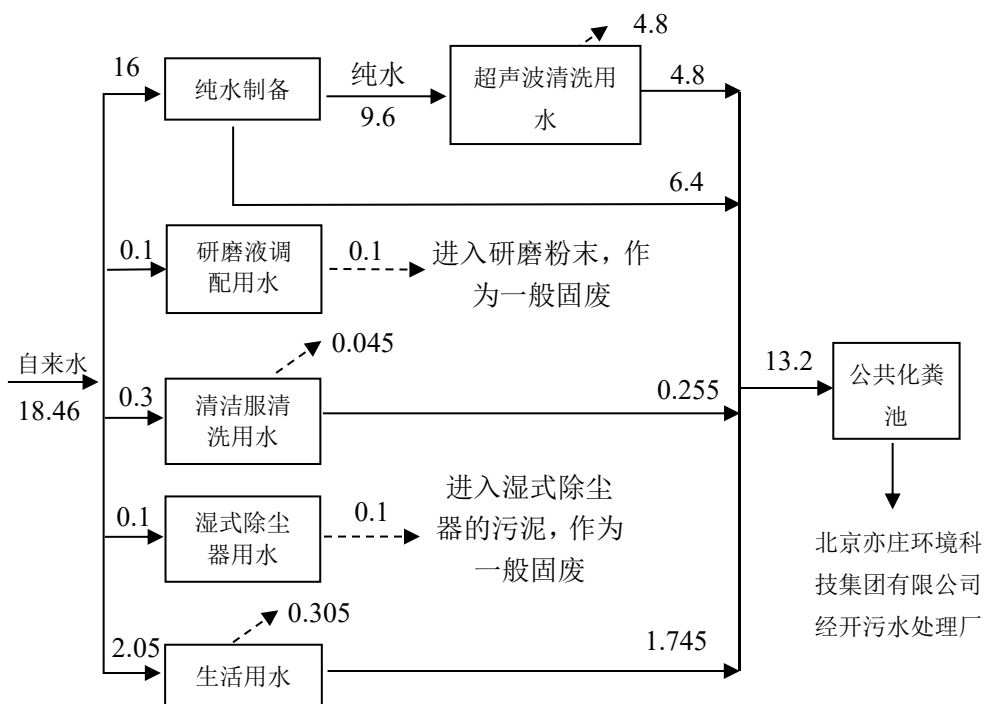 4.8
16
纯水制备
纯水
9.6
超声波清洗用
水
4.8
6.4
0.1
研磨液调
配用水
0.1
进入研磨粉末，作
为一般固废
自来水
18.46
0.045
0.3
清洁服清
洗用水
0.255
13.2
公共化粪
池
0.1
湿式除尘
器用水
0.1
进入湿式除尘
器的污泥，作为
一般固废
北京亦庄环境科
技集团有限公司
经开污水处理厂
0.305
2.05
生活用水
1.745